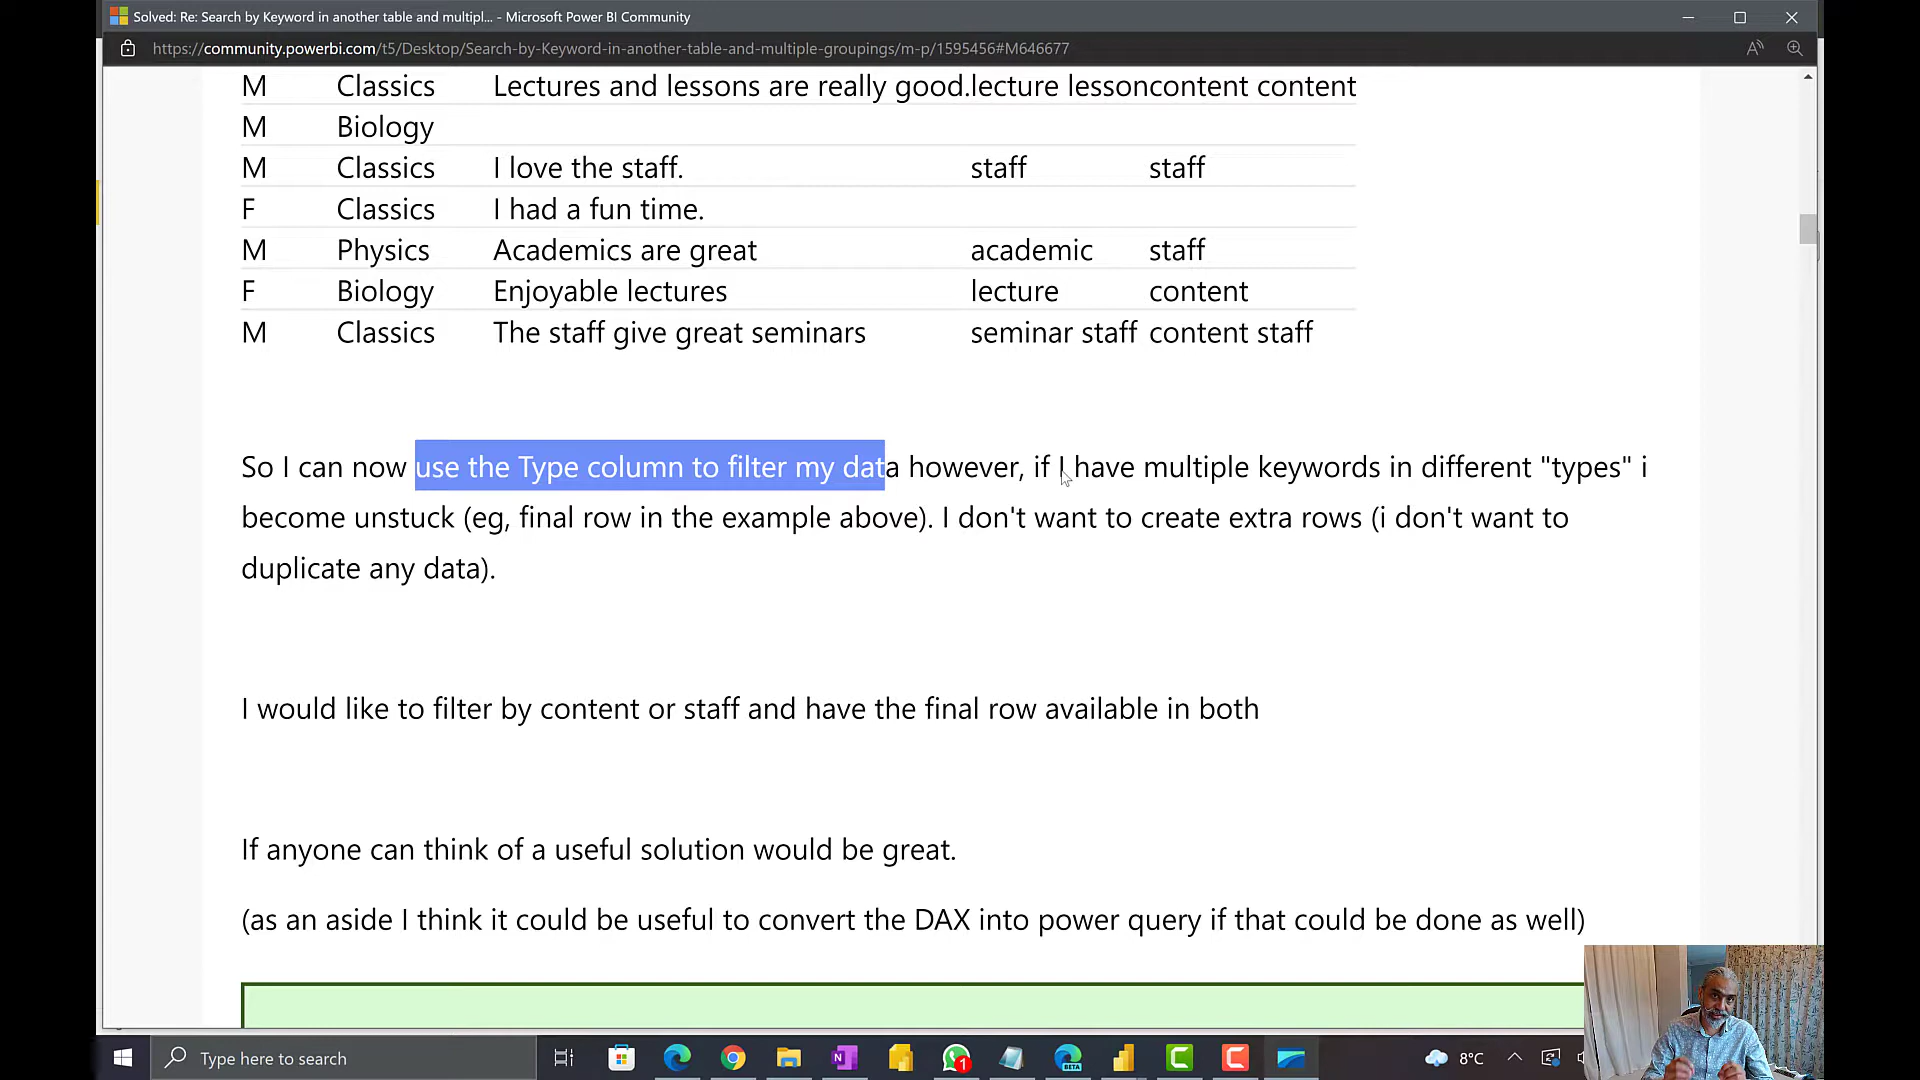 Solved: Re: Search by Keyword in another table and multipl... - Microsoft Power BI Community
https://community.powerbi.com/t5/Desktop/Search-by-Keyword-in-another-table-and-multiple-groupings/m-p/1595456#M646677
M Classics Lectures and lessons are really good.lecture lessoncontent content
M Biology
M Classics I love the staff. staff staff
F Classics I had a fun time.
M Physics Academics are great academic staff
F Biology Enjoyable lectures lecture content
M Classics The staff give great seminars seminar staff content staff
So I can now use the Type column to filter my data however, if I have multiple keywords in different "types" i
become unstuck (eg, final row in the example above). I don't want to create extra rows (i don't want to
duplicate any data).
I would like to filter by content or staff and have the final row available in both
If anyone can think of a useful solution would be great.
(as an aside I think it could be useful to convert the DAX into power query if that could be done as well)
Type here to search
1
BETA
8°C